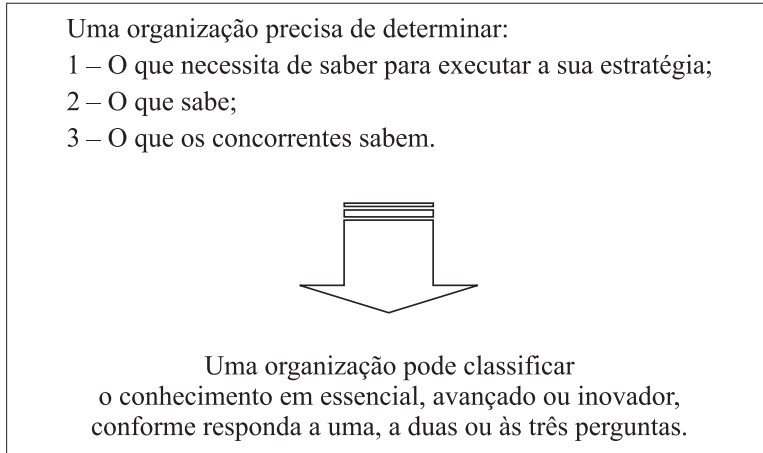 Uma organização precisa de determinar:
1 – O que necessita de saber para executar a sua estratégia;
2 – O que sabe;
3 – O que os concorrentes sabem.
Uma organização pode classificar
o conhecimento em essencial, avançado ou inovador,
conforme responda a uma, a duas ou às três perguntas.